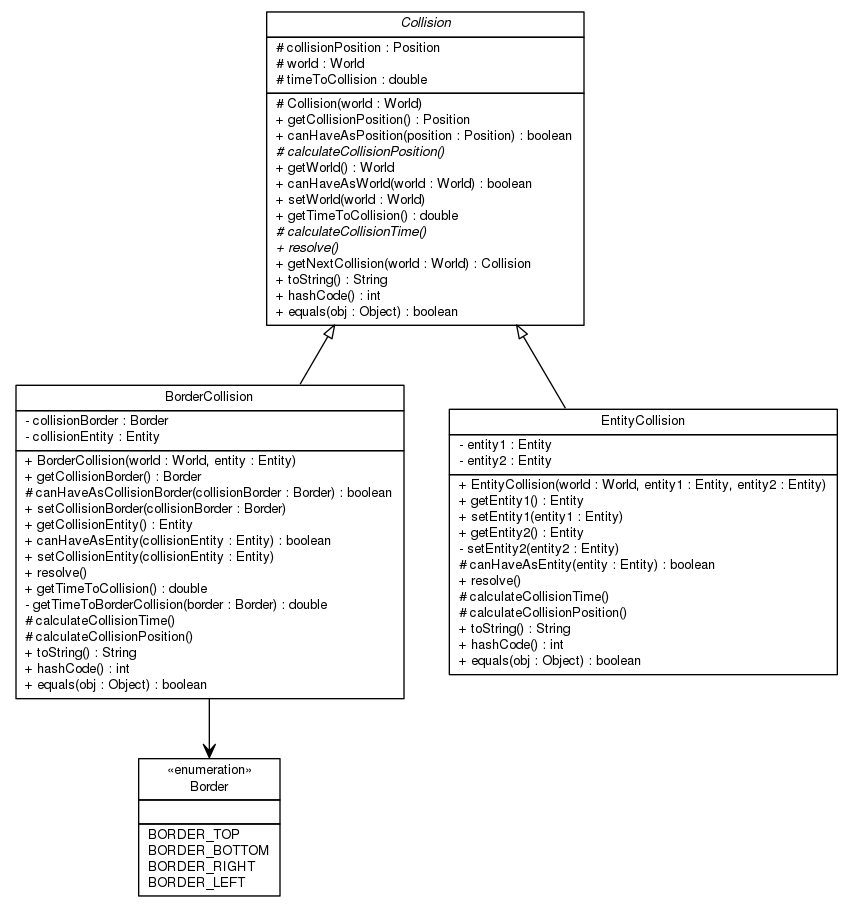 Collision
# collisionPosition : Position
# world : World
# timeToCollision : double
# Collision(world : World)
+ getCollisionPosition() : Position
+ canHaveAsPosition(position : Position) : boolean
# calculateCollisionPosition()
+ getWorld() : World
+ canHaveAsWorld(world : World) : boolean
+ setWorld(world : World)
+ getTimeToCollision() : double
# calculateCollisionTime()
+ resolve()
+ getNextCollision(world : World) : Collision
+ toString() : String
+ hashCode() : int
+ equals(obj : Object) : boolean
BorderCollision
- collisionBorder : Border
- collisionEntity : Entity
+ BorderCollision(world : World, entity : Entity)
+ getCollisionBorder() : Border
# canHaveAsCollisionBorder(collisionBorder : Border) : boolean
+ setCollisionBorder(collisionBorder : Border)
+ getCollisionEntity() : Entity
+ canHaveAsEntity(collisionEntity : Entity) : boolean
+ setCollisionEntity(collisionEntity : Entity)
+ resolve()
+ getTimeToCollision() : double
- getTimeToBorderCollision(border : Border) : double
# calculateCollisionTime()
# calculateCollisionPosition()
+ toString() : String
+ hashCode() : int
+ equals(obj : Object) : boolean
EntityCollision
- entity1 : Entity
- entity2 : Entity
+ EntityCollision(world : World, entity1 : Entity, entity2 : Entity)
+ getEntity1() : Entity
+ setEntity1(entity1 : Entity)
+ getEntity2() : Entity
- setEntity2(entity2 : Entity)
# canHaveAsEntity(entity : Entity) : boolean
+ resolve()
# calculateCollisionTime()
# calculateCollisionPosition()
+ toString() : String
+ hashCode() : int
+ equals(obj : Object) : boolean
«enumeration»
Border
BORDER_TOP
BORDER_BOTTOM
BORDER_RIGHT
BORDER_LEFT